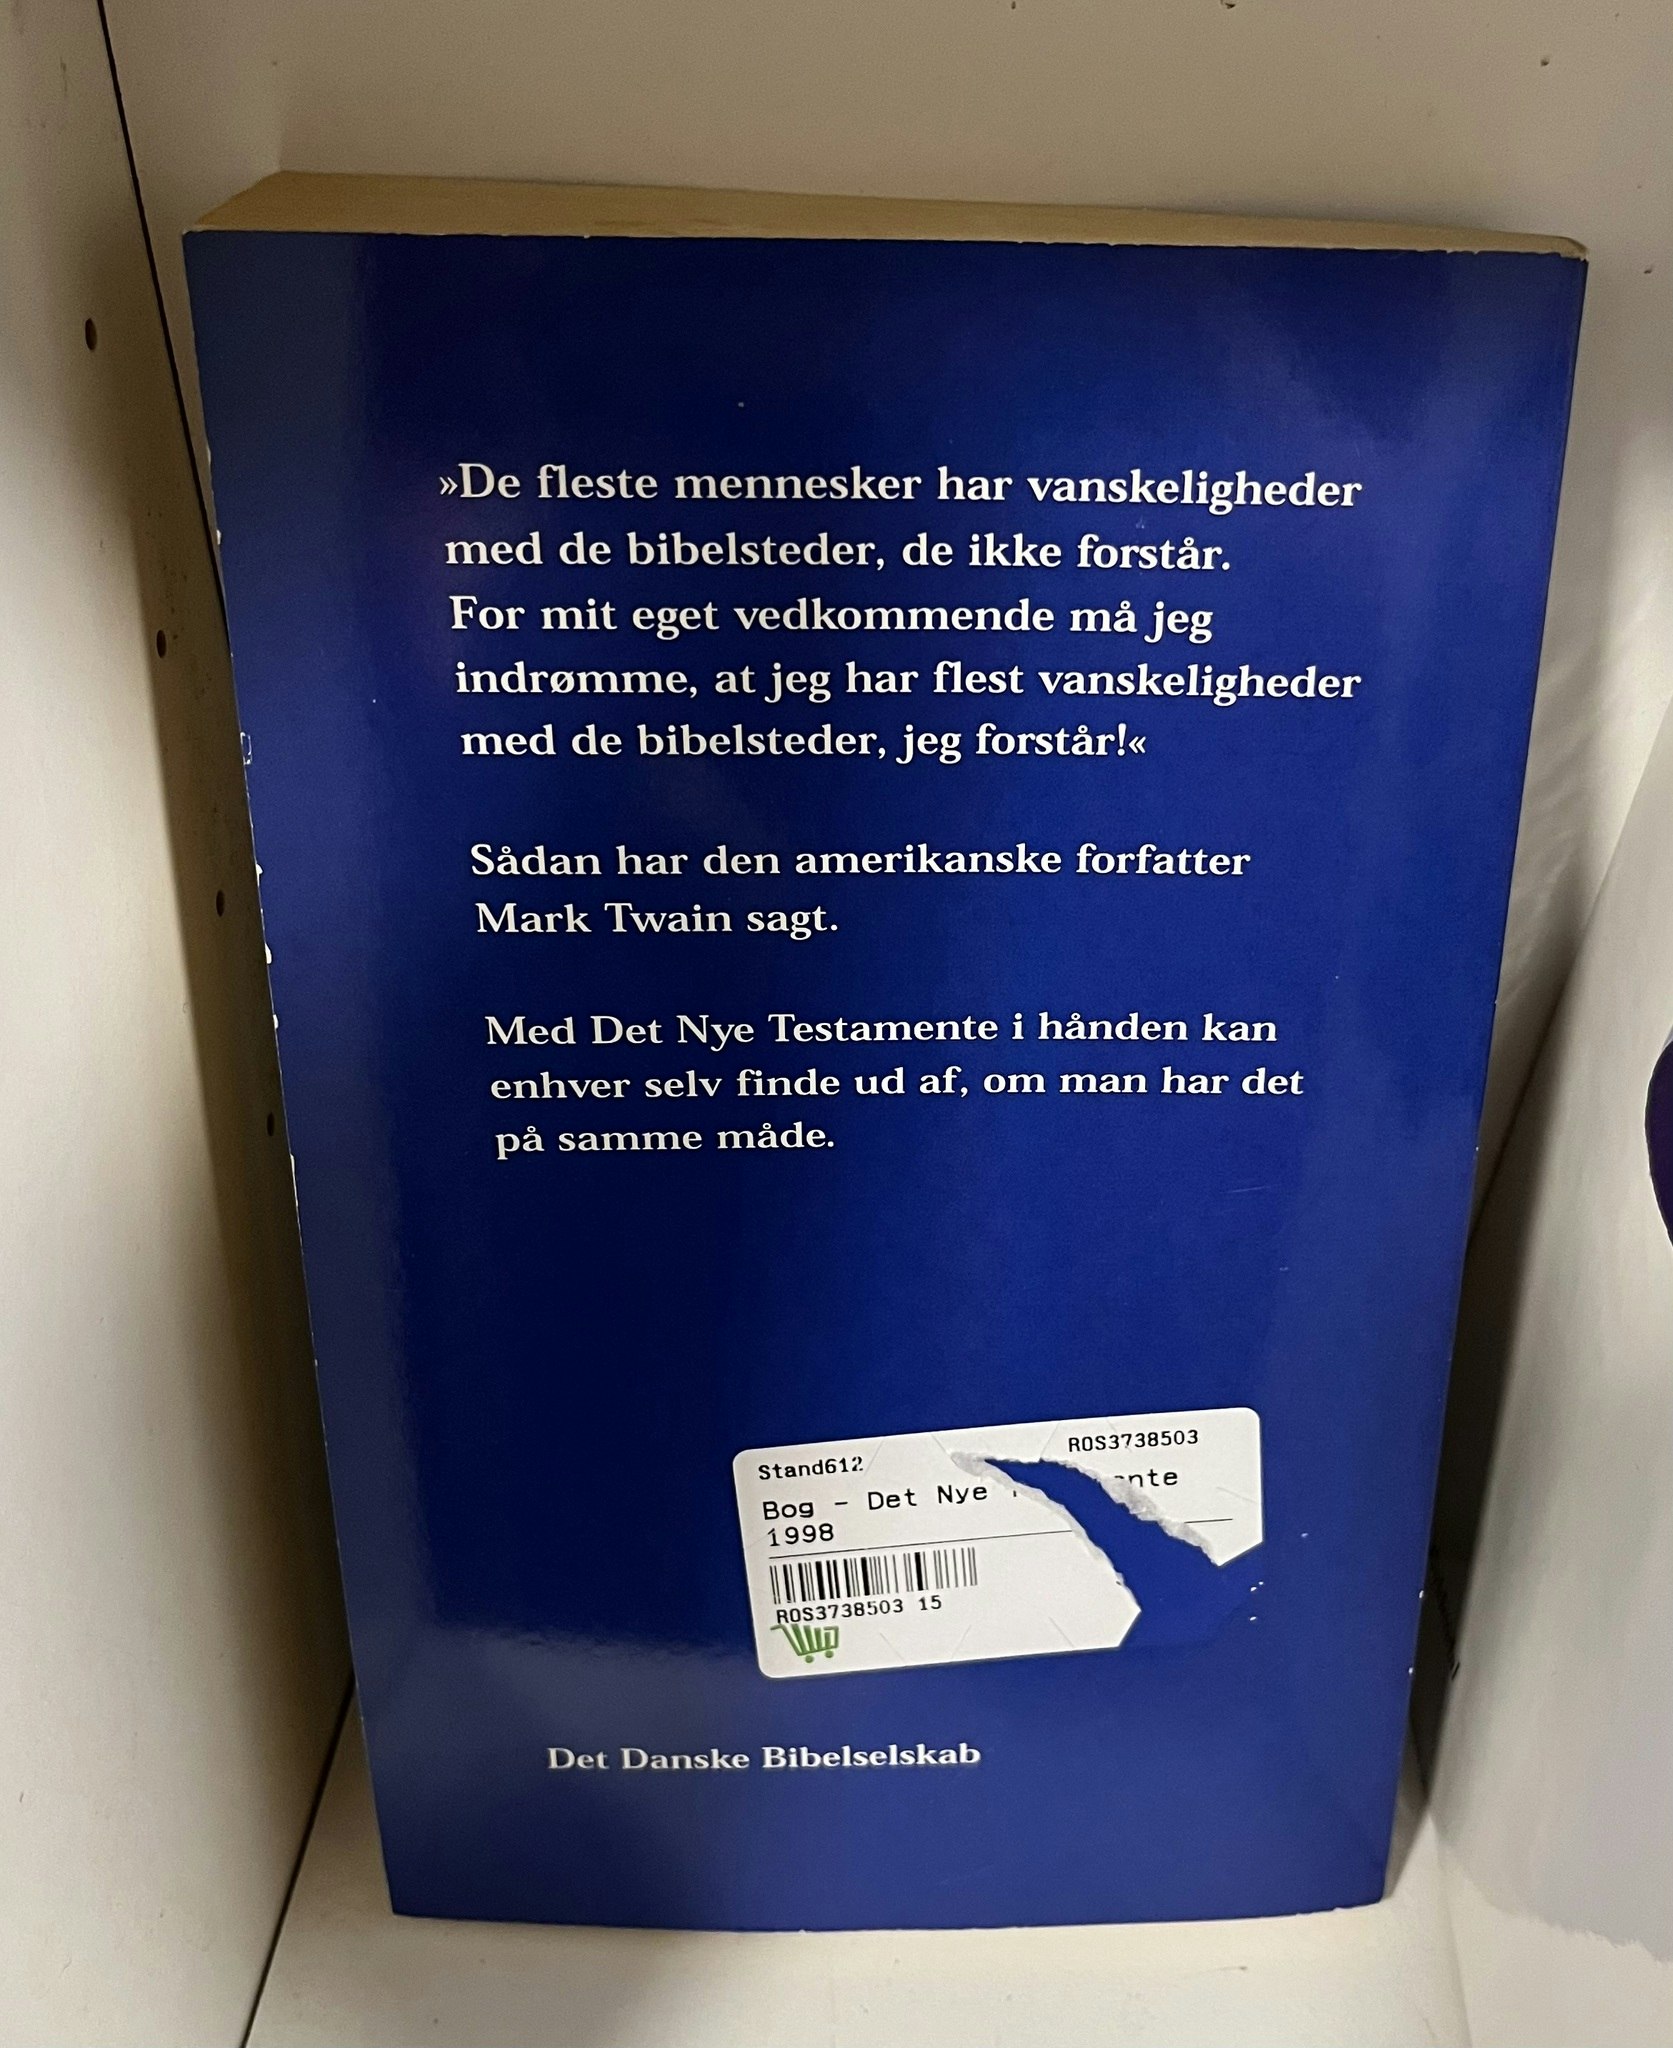 »De fleste mennesker har vanskeligheder
med de bibelsteder, de ikke forstår.
For mit eget vedkommende må jeg
indrømme, at jeg har flest vanskeligheder
med de bibelsteder, jeg forstår!«
Sådan har den amerikanske forfatter
Mark Twain sagt.
Med Det Nye Testamente i hånden kan
enhver selv finde ud af, om man har det
på samme måde.
Stand612 ROS3738503
Bog - Det Nye
1998
ROS3738503 15
Det Danske Bibelselskab